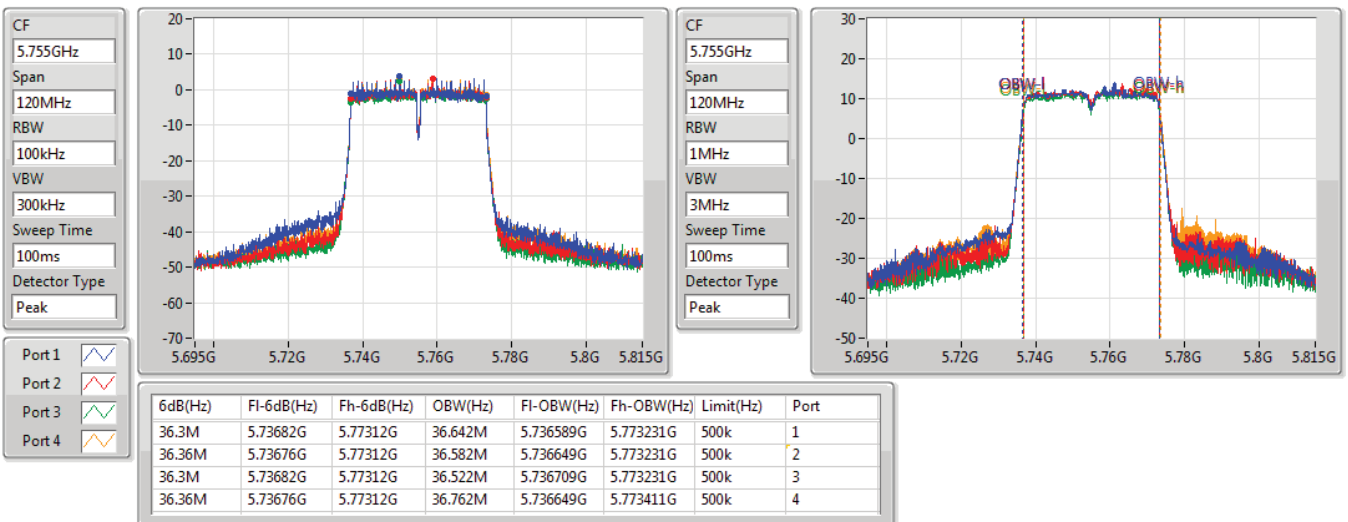 CF
5.755GHz
Span
120MHz
RBW
100kHz
VBW
300kHz
Sweep Time
100ms
Detector Type
Peak
20
10
0
-10
-20
-30
-40
-50
-60
-70
5.695G 5.72G 5.74G 5.76G 5.78G 5.8G 5.815G
CF
5.755GHz
Span
120MHz
RBW
1MHz
VBW
3MHz
Sweep Time
100ms
Detector Type
Peak
30
20
10
0
-10
-20
-30
-40
-50
OBW-l OBW-h
5.695G 5.72G 5.74G 5.76G 5.78G 5.8G 5.815G
Port 1
Port 2
Port 3
Port 4
6dB(Hz) Fl-6dB(Hz) Fh-6dB(Hz) OBW(Hz) Fl-OBW(Hz) Fh-OBW(Hz) Limit(Hz) Port
36.3M 5.73682G 5.77312G 36.642M 5.736589G 5.773231G 500k 1
36.36M 5.73676G 5.77312G 36.582M 5.736649G 5.773231G 500k 2
36.3M 5.73682G 5.77312G 36.522M 5.736709G 5.773231G 500k 3
36.36M 5.73676G 5.77312G 36.762M 5.736649G 5.773411G 500k 4